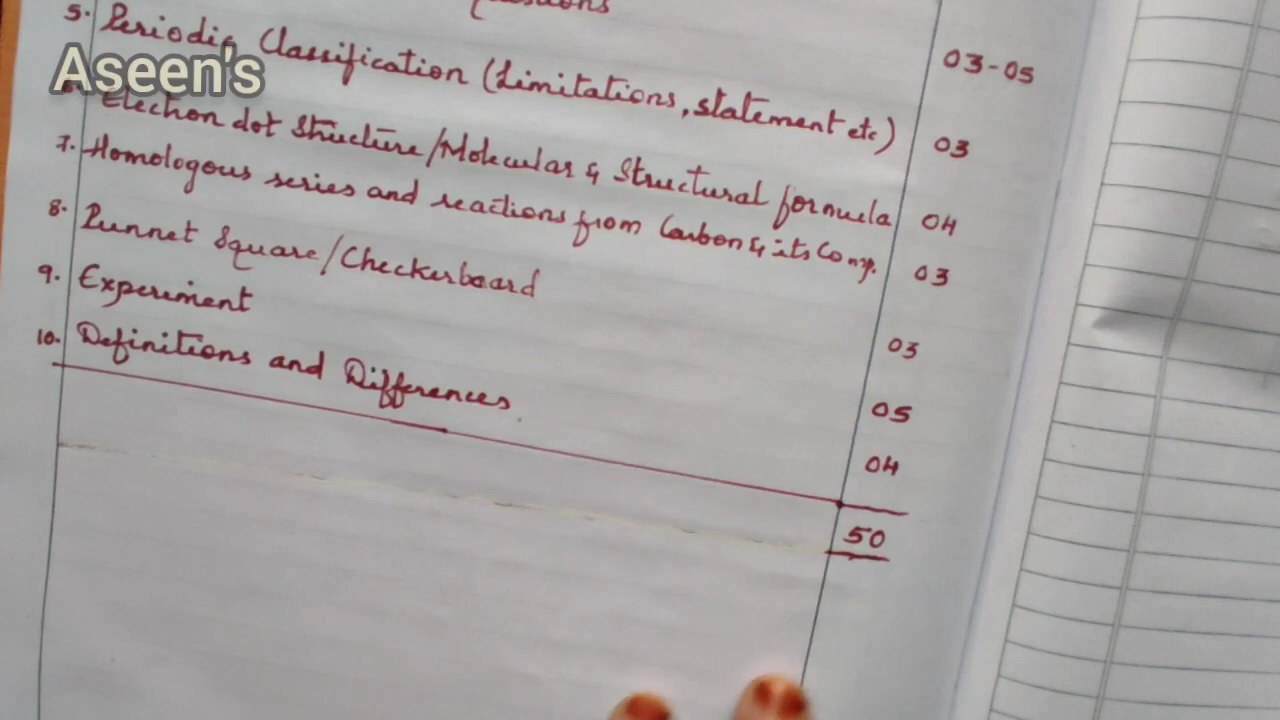 Questions 03-05
5. Periodic Classification (Limitations, statement etc) 03
Aseen's
6. Electron dot Structure/Molecular & Structural formula 04
7. Homologous series and reactions from Carbon & its Comp. 03
8. Punnet Square/Checkerboard 03
9. Experiment 05
10. Definitions and Differences 04
50